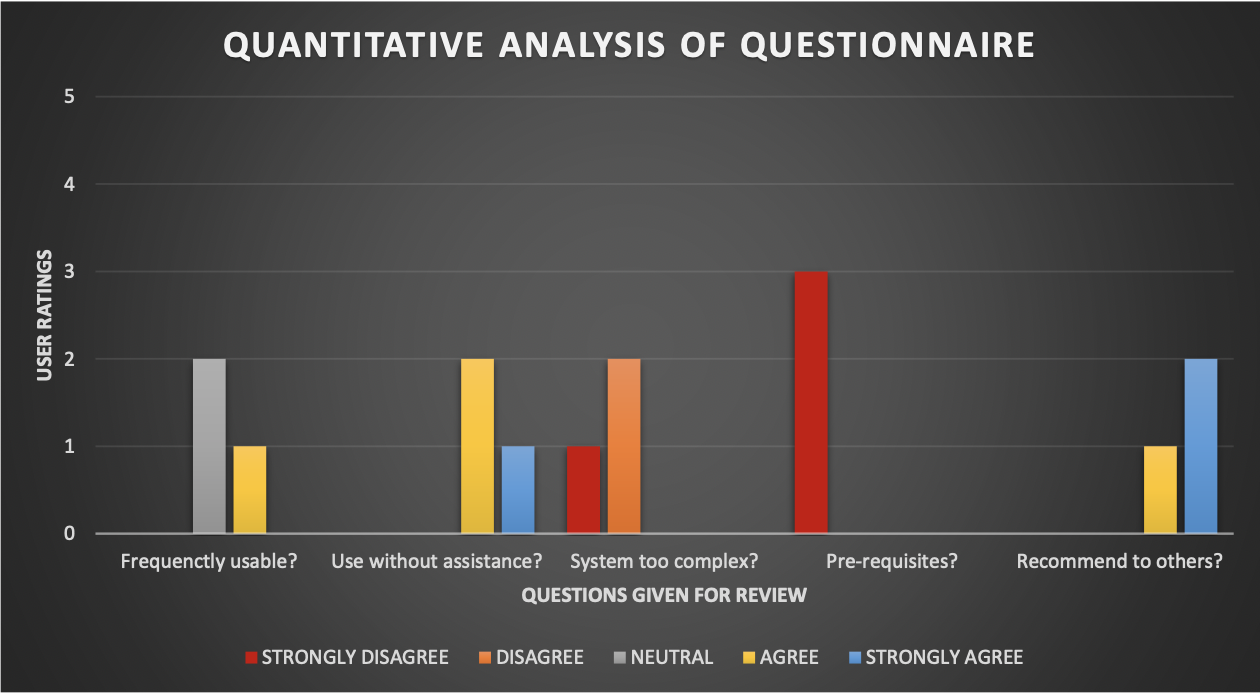 QUANTITATIVE ANALYSIS OF QUESTIONNAIRE
5
4
3
2
1
0
USER RATINGS
Frequenctly usable? Use without assistance? System too complex? Pre-requisites? Recommend to others?
QUESTIONS GIVEN FOR REVIEW
STRONGLY DISAGREE DISAGREE NEUTRAL AGREE STRONGLY AGREE